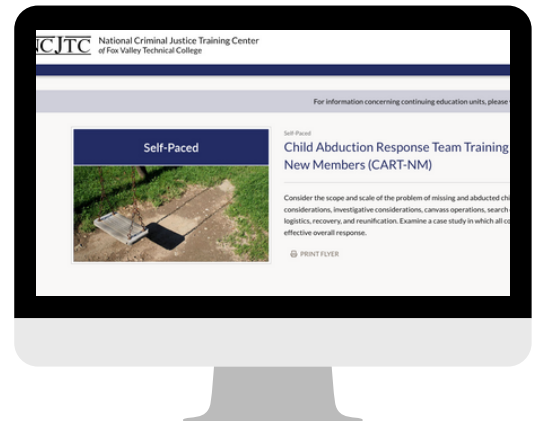 NCJTC National Criminal Justice Training Center
of Fox Valley Technical College
For information concerning continuing education units, please
Self-Paced
Self-Paced
Child Abduction Response Team Training
New Members (CART-NM)
Consider the scope and scale of the problem of missing and abducted chi
considerations, investigative considerations, canvass operations, search
logistics, recovery, and reunification. Examine a case study in which all co
effective overall response.
PRINT FLYER